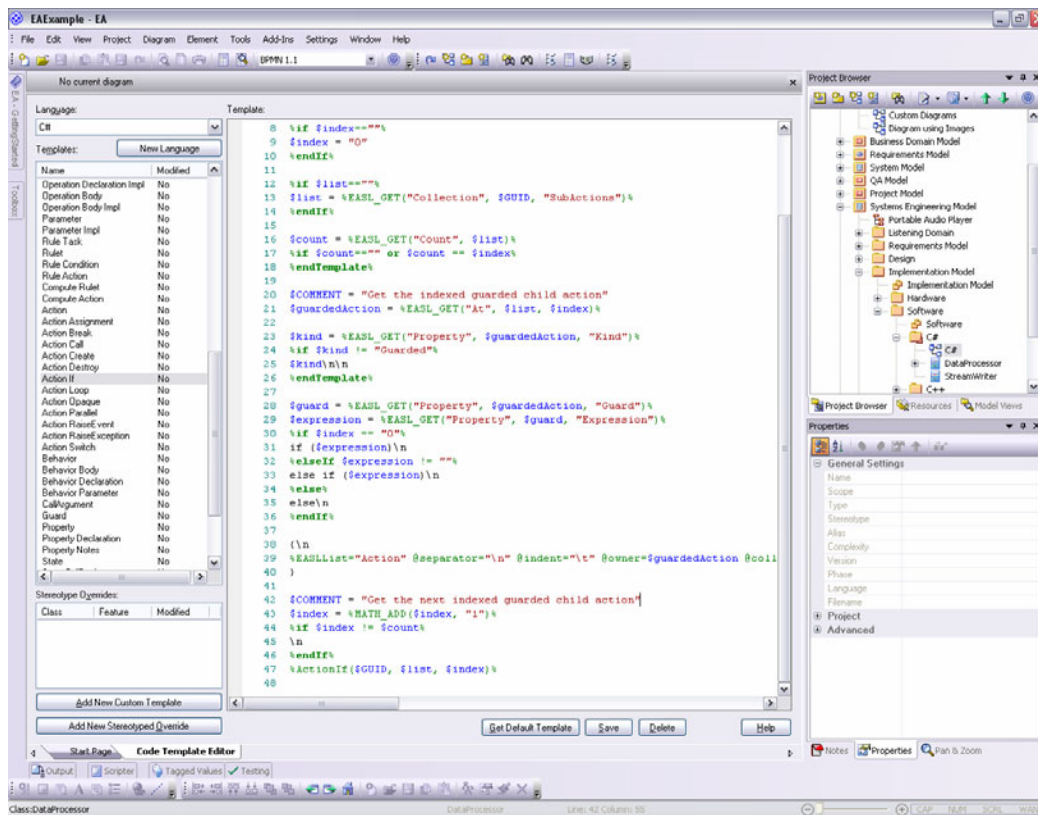 EAExample - EA
File Edit View Project Diagram Element Tools Add-Ins Settings Window Help
BPMN 1.1
No current diagram
EA - GettingStarted
Toolbox
Language:
C#
Templates:
New Language
Name Modified
Operation Declaration Impl No
Operation Body No
Operation Body Impl No
Parameter No
Parameter Impl No
Rule Task No
Rulet No
Rule Condition No
Rule Action No
Compute Rulet No
Compute Action No
Action No
Action Assignment No
Action Break No
Action Call No
Action Create No
Action Destroy No
Action If No
Action Loop No
Action Opaque No
Action Parallel No
Action RaiseEvent No
Action RaiseException No
Action Switch No
Behavior No
Behavior Body No
Behavior Declaration No
Behavior Parameter No
CallArgument No
Guard No
Property No
Property Declaration No
Property Notes No
State No
Stereotype Overrides:
Class Feature Modified
Add New Custom Template
Add New Stereotyped Override
Template:
8 %if $index==""%
9 $index = "0"
10 %endIf%
11
12 %if $list==""%
13 $list = %EASL_GET("Collection", $GUID, "SubActions")%
14 %endIf%
15
16 $count = %EASL_GET("Count", $list)%
17 %if $count=="" or $count == $index%
18 %endTemplate%
19
20 $COMMENT = "Get the indexed guarded child action"
21 $guardedAction = %EASL_GET("At", $list, $index)%
22
23 $kind = %EASL_GET("Property", $guardedAction, "Kind")%
24 %if $kind != "Guarded"%
25 $kind\n\n
26 %endTemplate%
27
28 $guard = %EASL_GET("Property", $guardedAction, "Guard")%
29 $expression = %EASL_GET("Property", $guard, "Expression")%
30 %if $index == "0"%
31 if ($expression)\n
32 %elseIf $expression != ""%
33 else if ($expression)\n
34 %else%
35 else\n
36 %endIf%
37
38 {\n
39 %EASLList="Action" @separator="\n" @indent="\t" @owner=$guardedAction @coll
40 }
41
42 $COMMENT = "Get the next indexed guarded child action"
43 $index = %MATH_ADD($index, "1")%
44 %if $index != $count%
45 \n
46 %endIf%
47 %ActionIf($GUID, $list, $index)%
48
Get Default Template Save Delete Help
Start Page Code Template Editor
Project Browser
Custom Diagrams
Diagram using Images
Business Domain Model
Requirements Model
System Model
QA Model
Project Model
Systems Engineering Model
Portable Audio Player
Listening Domain
Requirements Model
Design
Implementation Model
Implementation Model
Hardware
Software
Software
C#
C#
DataProcessor
StreamWriter
C++
Project Browser Resources Model Views
Properties
General Settings
Name
Scope
Type
Stereotype
Alias
Complexity
Version
Phase
Language
Filename
Project
Advanced
Notes Properties Pan & Zoom
Output Scripter Tagged Values Testing
Class:DataProcessor DataProcessor Line: 42 Column: 55 CAP NUM SCRL WAN